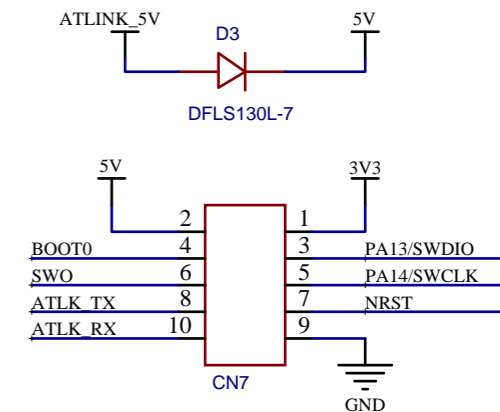 ATLINK_5V
D3
5V
DFLS130L-7
5V
3V3
2
1
BOOT0
4
3
PA13/SWDIO
SWO
6
5
PA14/SWCLK
ATLK_TX
8
7
NRST
ATLK_RX
10
9
CN7
GND